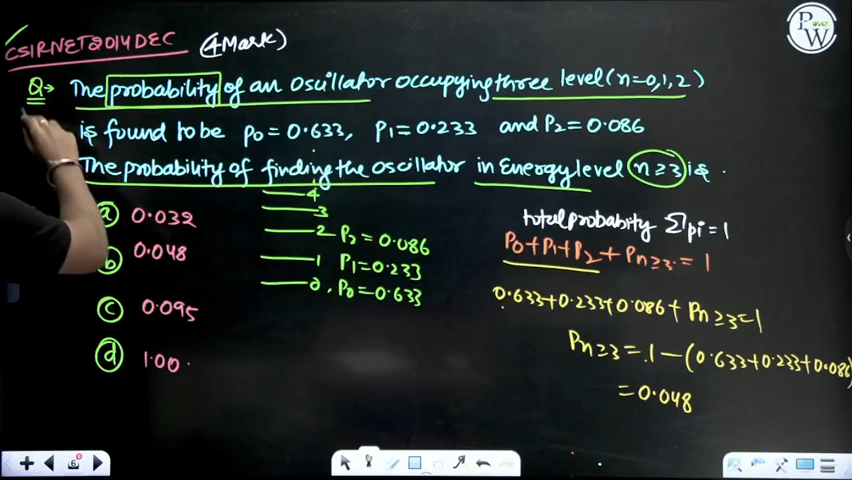 CSIRNET2014DEC (4Mark)
PW
Q→ The probability of an oscillator occupying three level (n=0,1,2)
is found to be p0 = 0.633, p1 = 0.233 and P2 = 0.086
The probability of finding the oscillator in Energy level n≥3 is .
a 0.032
b 0.048
c 0.095
d 1.00.
4
3
2 P2 = 0.086
1 P1 = 0.233
0, P0 = 0.633
total probabity Σpi = 1
P0+P1+P2 + Pn≥3 = 1
0.633+0.233+0.086 + Pn≥3=1
Pn≥3 = 1 - (0.633+0.233+0.086)
= 0.048